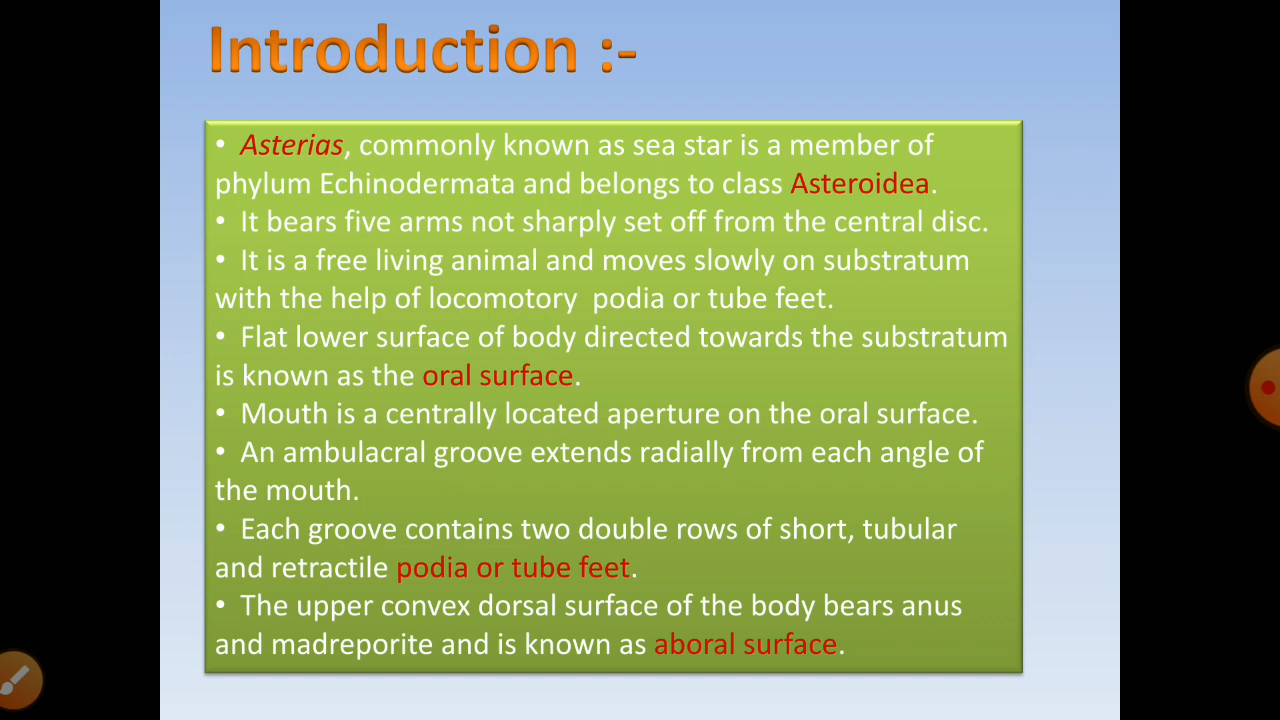 Introduction :-
• Asterias, commonly known as sea star is a member of
phylum Echinodermata and belongs to class Asteroidea.
• It bears five arms not sharply set off from the central disc.
• It is a free living animal and moves slowly on substratum
with the help of locomotory  podia or tube feet.
• Flat lower surface of body directed towards the substratum
is known as the oral surface.
• Mouth is a centrally located aperture on the oral surface.
• An ambulacral groove extends radially from each angle of
the mouth.
• Each groove contains two double rows of short, tubular
and retractile podia or tube feet.
• The upper convex dorsal surface of the body bears anus
and madreporite and is known as aboral surface.